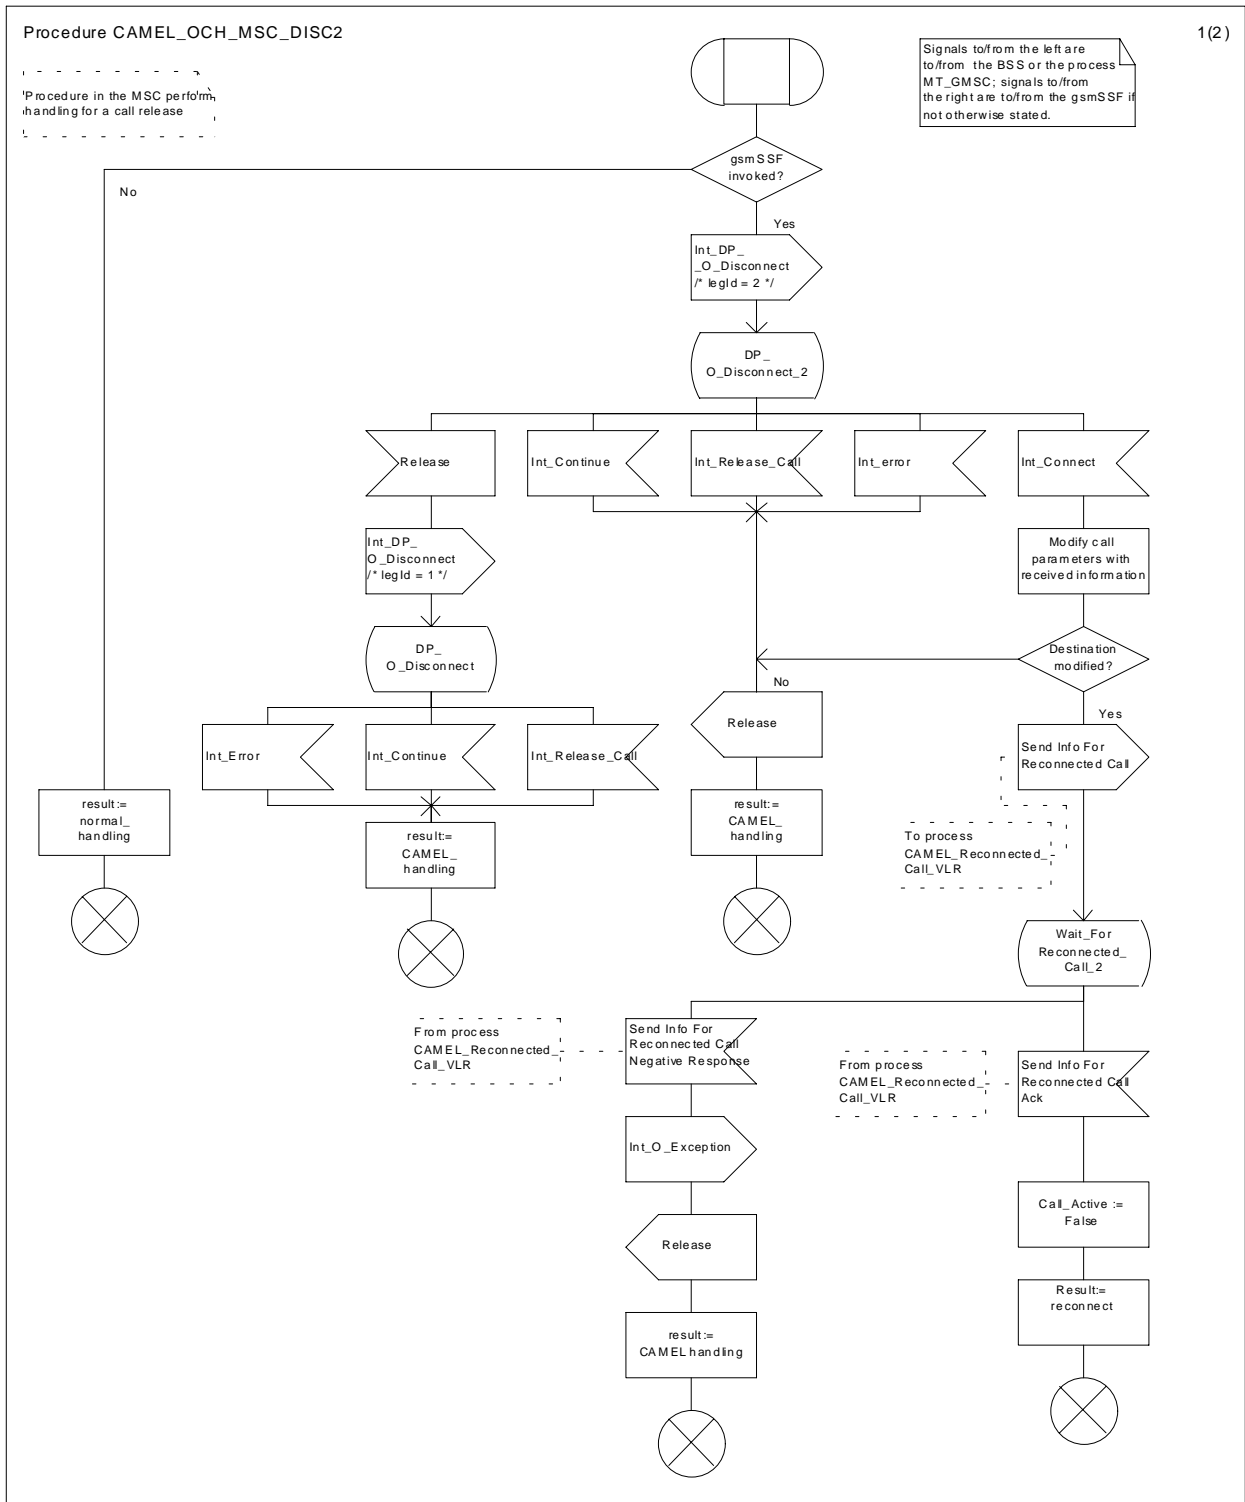 Procedure CAMEL_OCH_MSC_DISC2
1(2)
Procedure in the MSC perform
handling for a call release
Signals to/from the left are
to/from the BSS or the process
MT_GMSC; signals to/from
the right are to/from the gsmSSF if
not otherwise stated.
gsmSSF
invoked?
No
Yes
Int_DP_
_O_Disconnect
/* legId = 2 */
DP_
O_Disconnect_2
Release
Int_Continue
Int_Release_Call
Int_error
Int_Connect
Int_DP_
O_Disconnect
/* legId = 1 */
Modify call
parameters with
received information
DP_
O_Disconnect
Destination
modified?
No
Yes
Int_Error
Int_Continue
Int_Release_Call
Release
Send Info For
Reconnected Call
result:=
normal_
handling
result:=
CAMEL_
handling
result:=
CAMEL_
handling
To process
CAMEL_Reconnected_
Call_VLR
Wait_For
Reconnected_
Call_2
From process
CAMEL_Reconnected_
Call_VLR
Send Info For
Reconnected Call
Negative Response
From process
CAMEL_Reconnected_
Call_VLR
Send Info For
Reconnected Call
Ack
Int_O_Exception
Call_Active :=
False
Release
Result:=
reconnect
result:=
CAMEL handling